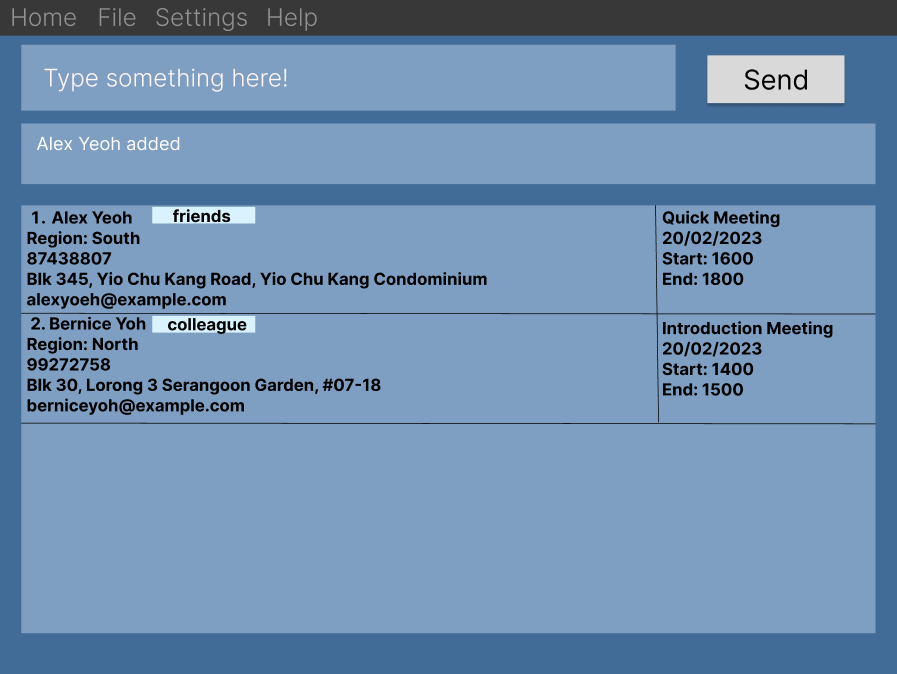 Home File Settings Help
Type something here!
Send
Alex Yeoh added
1. Alex Yeoh friends
Region: South
87438807
Blk 345, Yio Chu Kang Road, Yio Chu Kang Condominium
alexyoeh@example.com
Quick Meeting
20/02/2023
Start: 1600
End: 1800
2. Bernice Yoh colleague
Region: North
99272758
Blk 30, Lorong 3 Serangoon Garden, #07-18
berniceyoh@example.com
Introduction Meeting
20/02/2023
Start: 1400
End: 1500